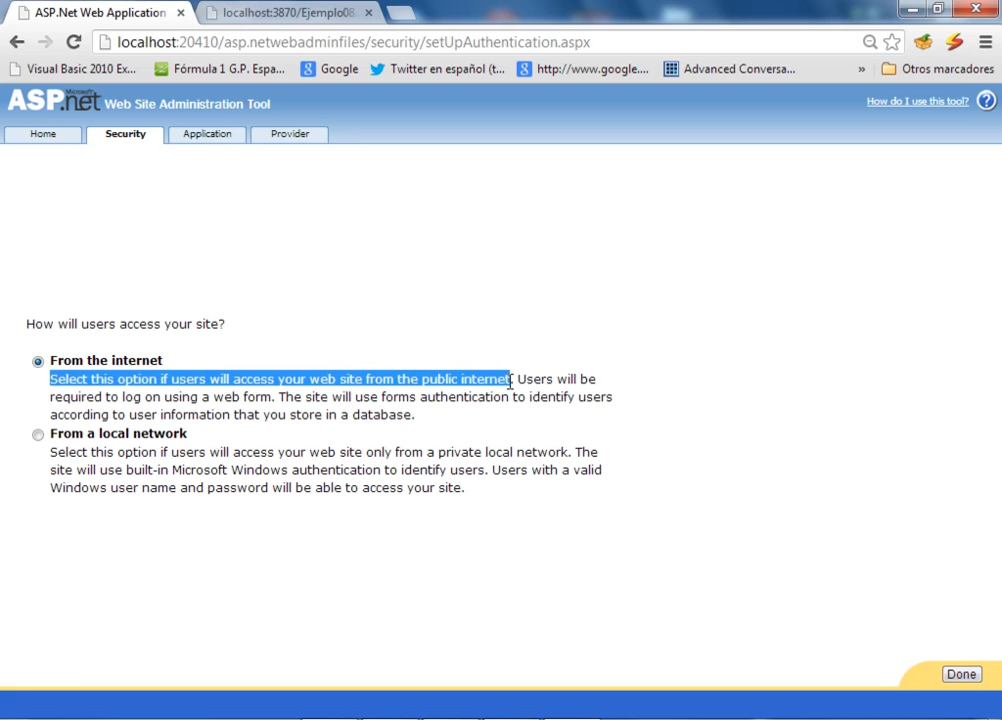 ASP.Net Web Application
localhost:3870/Ejemplo08
localhost:20410/asp.netwebadminfiles/security/setUpAuthentication.aspx
Visual Basic 2010 Ex...
Fórmula 1 G.P. Espa...
Google
Twitter en español (t...
http://www.google....
Advanced Conversa...
»
Otros marcadores
Microsoft
ASP.net Web Site Administration Tool
How do I use this tool?
?
Home
Security
Application
Provider
How will users access your site?
From the internet
Select this option if users will access your web site from the public internet. Users will be
required to log on using a web form. The site will use forms authentication to identify users
according to user information that you store in a database.
From a local network
Select this option if users will access your web site only from a private local network. The
site will use built-in Microsoft Windows authentication to identify users. Users with a valid
Windows user name and password will be able to access your site.
Done